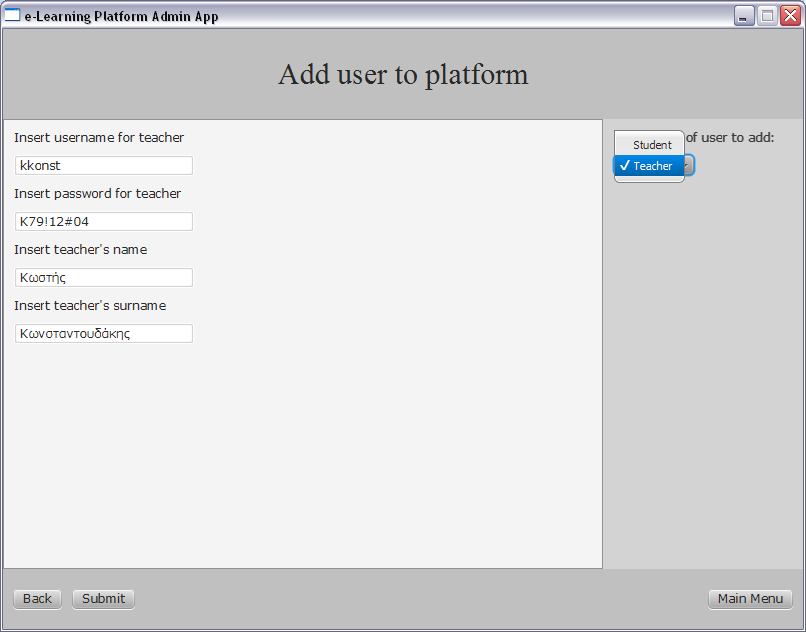 e-Learning Platform Admin App
Add user to platform
Insert username for teacher
kkonst
Insert password for teacher
K79!12#04
Insert teacher's name
Κωστής
Insert teacher's surname
Κωνσταντουδάκης
of user to add:
Student
Teacher
Back
Submit
Main Menu